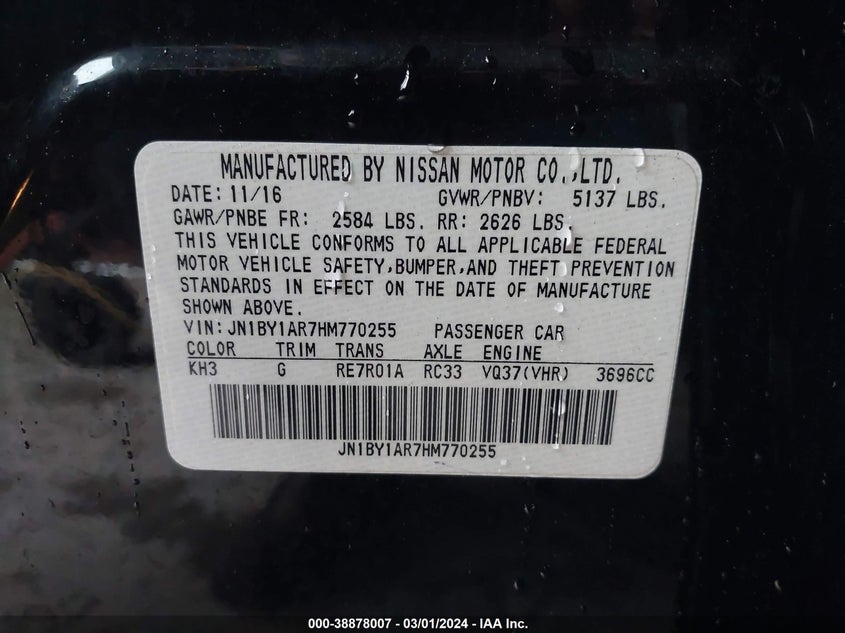 MANUFACTURED BY NISSAN MOTOR CO.,LTD.
DATE: 11/16 GVWR/PNBV: 5137 LBS.
GAWR/PNBE FR: 2584 LBS. RR: 2626 LBS.
THIS VEHICLE CONFORMS TO ALL APPLICABLE FEDERAL
MOTOR VEHICLE SAFETY,BUMPER,AND THEFT PREVENTION
STANDARDS IN EFFECT ON THE DATE OF MANUFACTURE
SHOWN ABOVE.
VIN:JN1BY1AR7HM770255 PASSENGER CAR
COLOR TRIM TRANS AXLE ENGINE
KH3 G RE7R01A RC33 VQ37(VHR) 3696CC
JN1BY1AR7HM770255
000-38878007 - 03/01/2024 - IAA Inc.